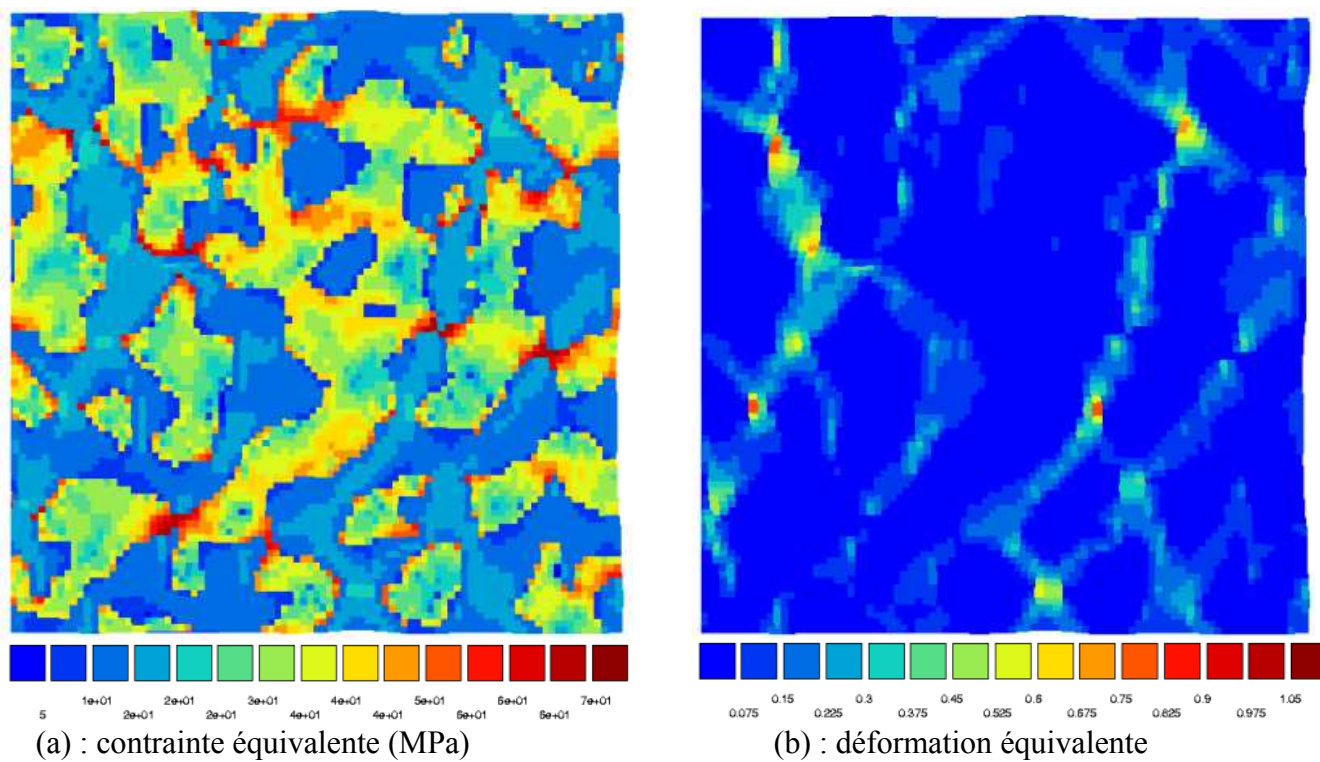 1e+01 2e+01 3e+01 4e+01 5e+01 6e+01 7e+01
5 2e+01 2e+01 4e+01 4e+01 6e+01 6e+01
0.15 0.3 0.45 0.6 0.75 0.9 1.05
0.075 0.225 0.375 0.525 0.675 0.825 0.975
(a) : contrainte équivalente (MPa)
(b) : déformation équivalente